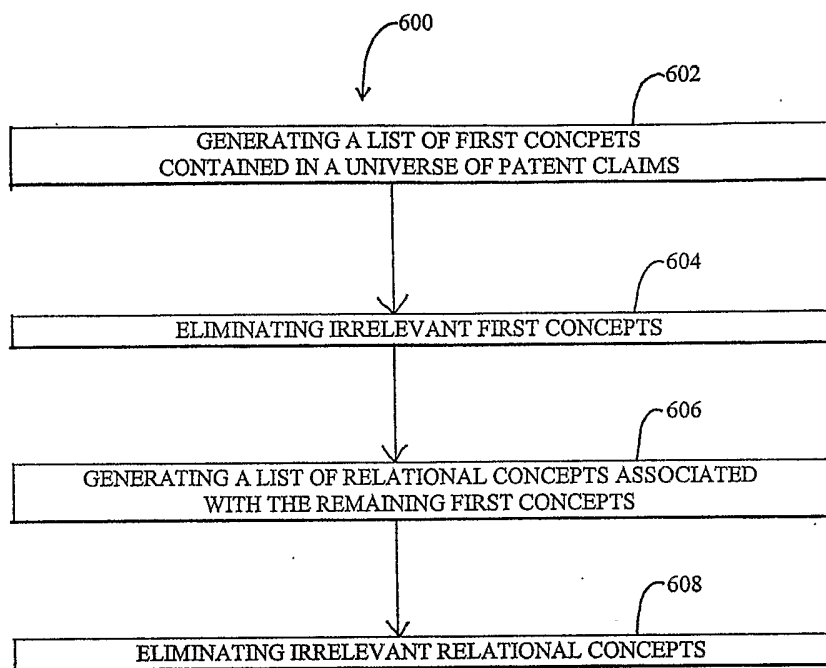 600
602
GENERATING A LIST OF FIRST CONCPETS
CONTAINED IN A UNIVERSE OF PATENT CLAIMS
604
ELIMINATING IRRELEVANT FIRST CONCEPTS
606
GENERATING A LIST OF RELATIONAL CONCEPTS ASSOCIATED
WITH THE REMAINING FIRST CONCEPTS
608
ELIMINATING IRRELEVANT RELATIONAL CONCEPTS